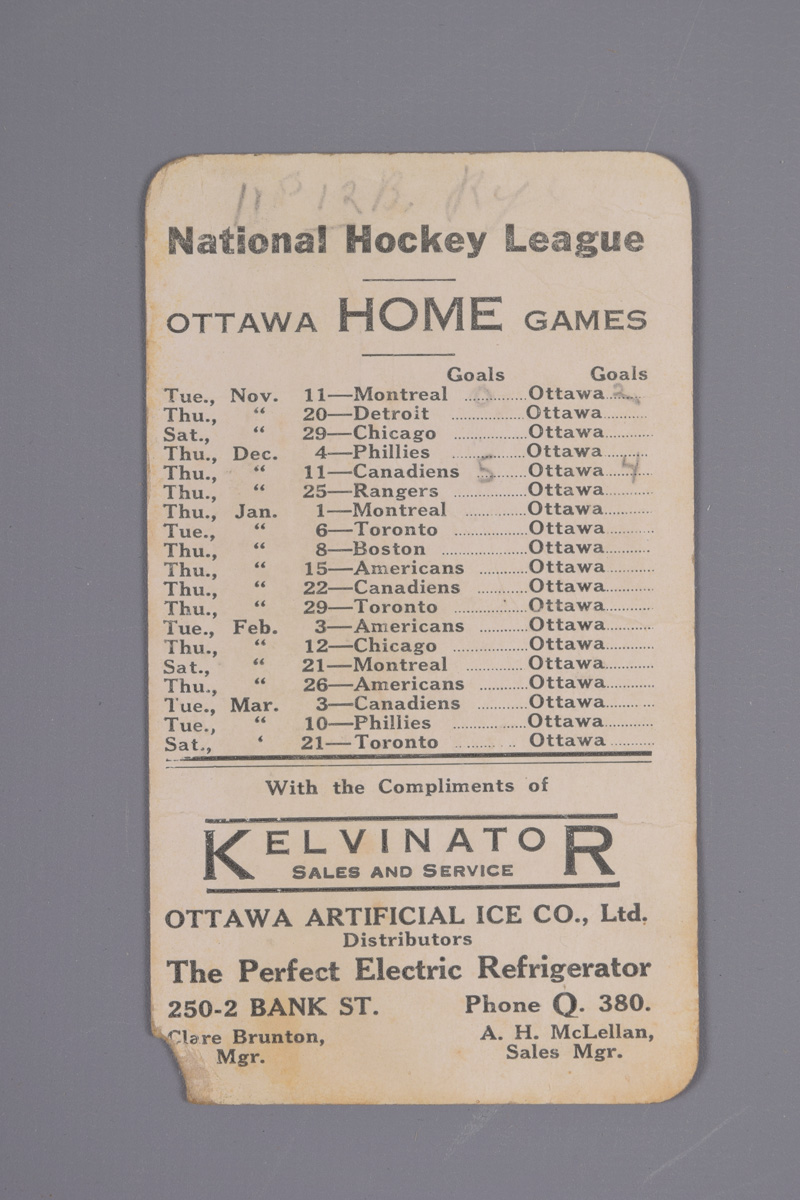 12B.
National Hockey League
OTTAWA HOME GAMES
Goals Goals
Tue., Nov. 11—Montreal ............Ottawa 2
Thu., “ 20—Detroit ............Ottawa............
Sat., “ 29—Chicago ............Ottawa............
Thu., Dec. 4—Phillies ............Ottawa............
Thu., “ 11—Canadiens 5 ............Ottawa 4
Thu., “ 25—Rangers ............Ottawa............
Thu., Jan. 1—Montreal ............Ottawa............
Tue., “ 6—Toronto ............Ottawa............
Thu., “ 8—Boston ............Ottawa............
Thu., “ 15—Americans ............Ottawa............
Thu., “ 22—Canadiens ............Ottawa............
Thu., “ 29—Toronto ............Ottawa............
Tue., Feb. 3—Americans ............Ottawa............
Thu., “ 12—Chicago ............Ottawa............
Sat., “ 21—Montreal ............Ottawa............
Thu., “ 26—Americans ............Ottawa............
Tue., Mar. 3—Canadiens ............Ottawa............
Tue., “ 10—Phillies ............Ottawa............
Sat., ‘ 21—Toronto ............Ottawa............
With the Compliments of
KELVINATOR
SALES AND SERVICE
OTTAWA ARTIFICIAL ICE CO., Ltd.
Distributors
The Perfect Electric Refrigerator
250-2 BANK ST. Phone Q. 380.
Clare Brunton, A. H. McLellan,
Mgr. Sales Mgr.